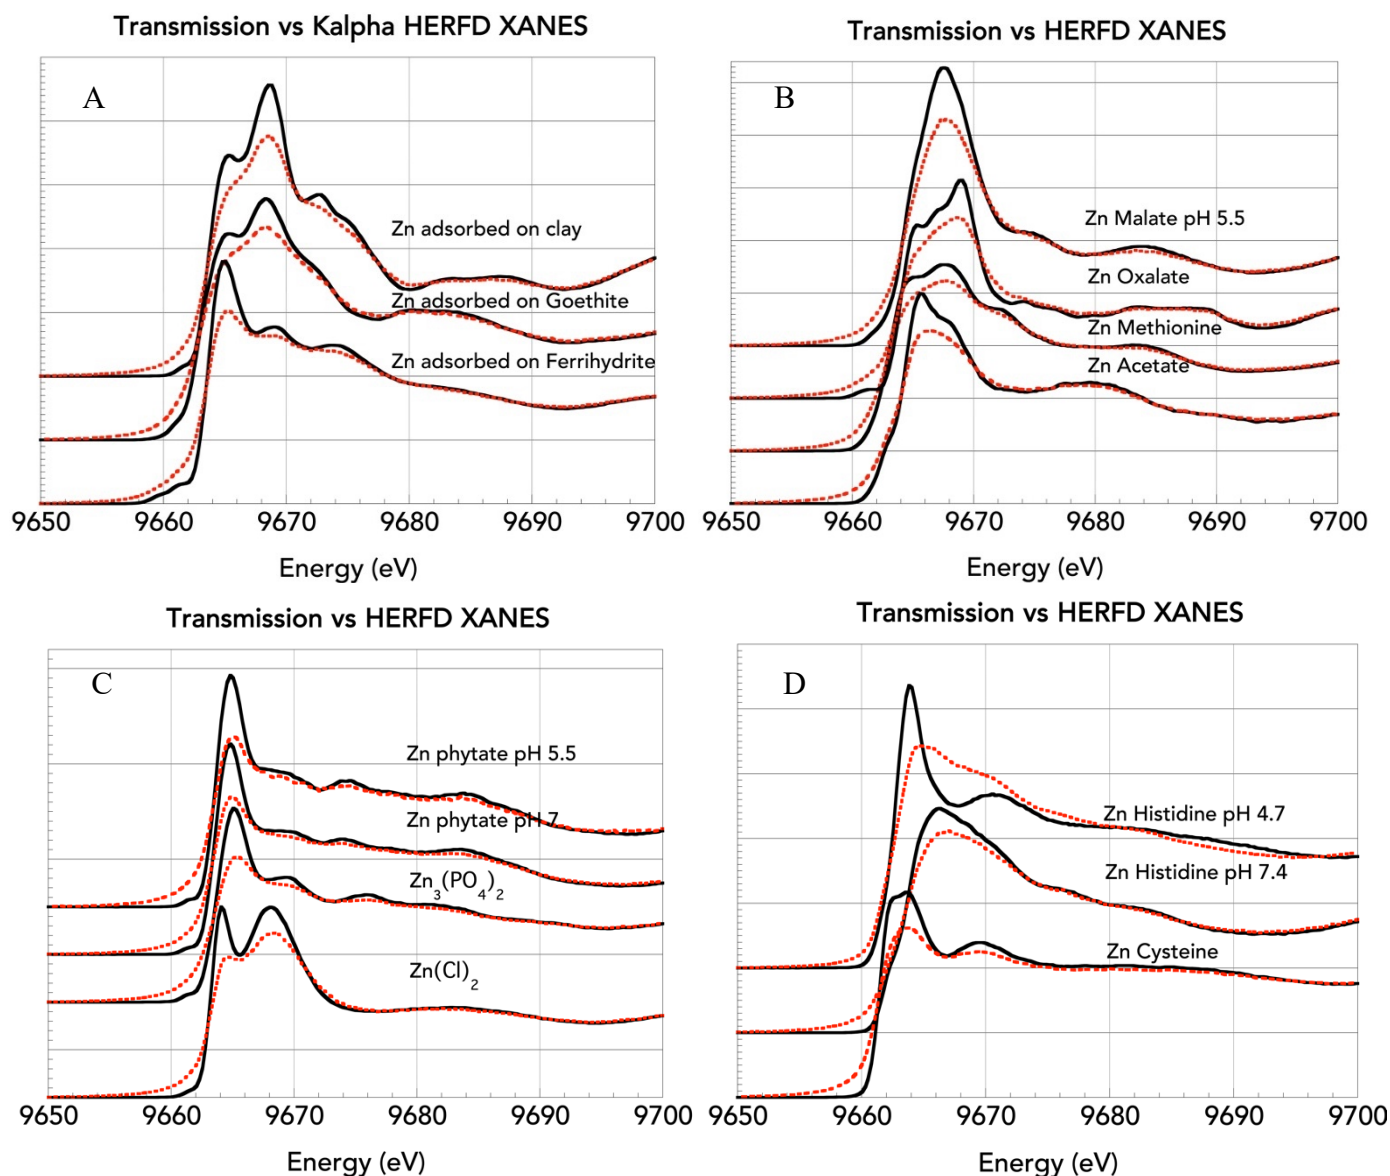 Transmission vs Kalpha HERFD XANES
A
Zn adsorbed on clay
Zn adsorbed on Goethite
Zn adsorbed on Ferrihydrite
9650 9660 9670 9680 9690 9700
Energy (eV)
Transmission vs HERFD XANES
B
Zn Malate pH 5.5
Zn Oxalate
Zn Methionine
Zn Acetate
9650 9660 9670 9680 9690 9700
Energy (eV)
Transmission vs HERFD XANES
C
Zn phytate pH 5.5
Zn phytate pH 7
Zn₃(PO₄)₂
Zn(Cl)₂
9650 9660 9670 9680 9690 9700
Energy (eV)
Transmission vs HERFD XANES
D
Zn Histidine pH 4.7
Zn Histidine pH 7.4
Zn Cysteine
9650 9660 9670 9680 9690 9700
Energy (eV)